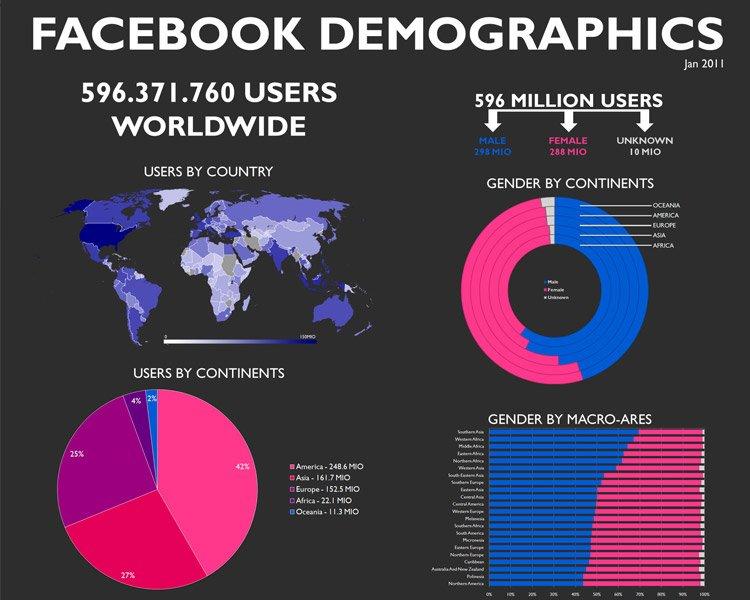 FACEBOOK DEMOGRAPHICS
Jan 2011
596.371.760 USERS
WORLDWIDE
596 MILLION USERS
MALE
298 MIO
FEMALE
288 MIO
UNKNOWN
10 MIO
USERS BY COUNTRY
0
150MIO
GENDER BY CONTINENTS
OCEANIA
AMERICA
EUROPE
ASIA
AFRICA
Male
Female
Unknown
USERS BY CONTINENTS
4%
2%
25%
42%
27%
America - 248.6 MIO
Asia - 161.7 MIO
Europe - 152.5 MIO
Africa - 22.1 MIO
Oceania - 11.3 MIO
GENDER BY MACRO-ARES
Southern Asia
Western Africa
Middle Africa
Eastern Africa
Northern Africa
Western Asia
South-Eastern Asia
Southern Europe
Eastern Asia
Central Asia
Central America
Western Europe
Melanesia
Southern Africa
South America
Micronesia
Eastern Europe
Northern Europe
Caribbean
Australia And New Zealand
Polinesia
Northern America
0% 10% 20% 30% 40% 50% 60% 70% 80% 90% 100%